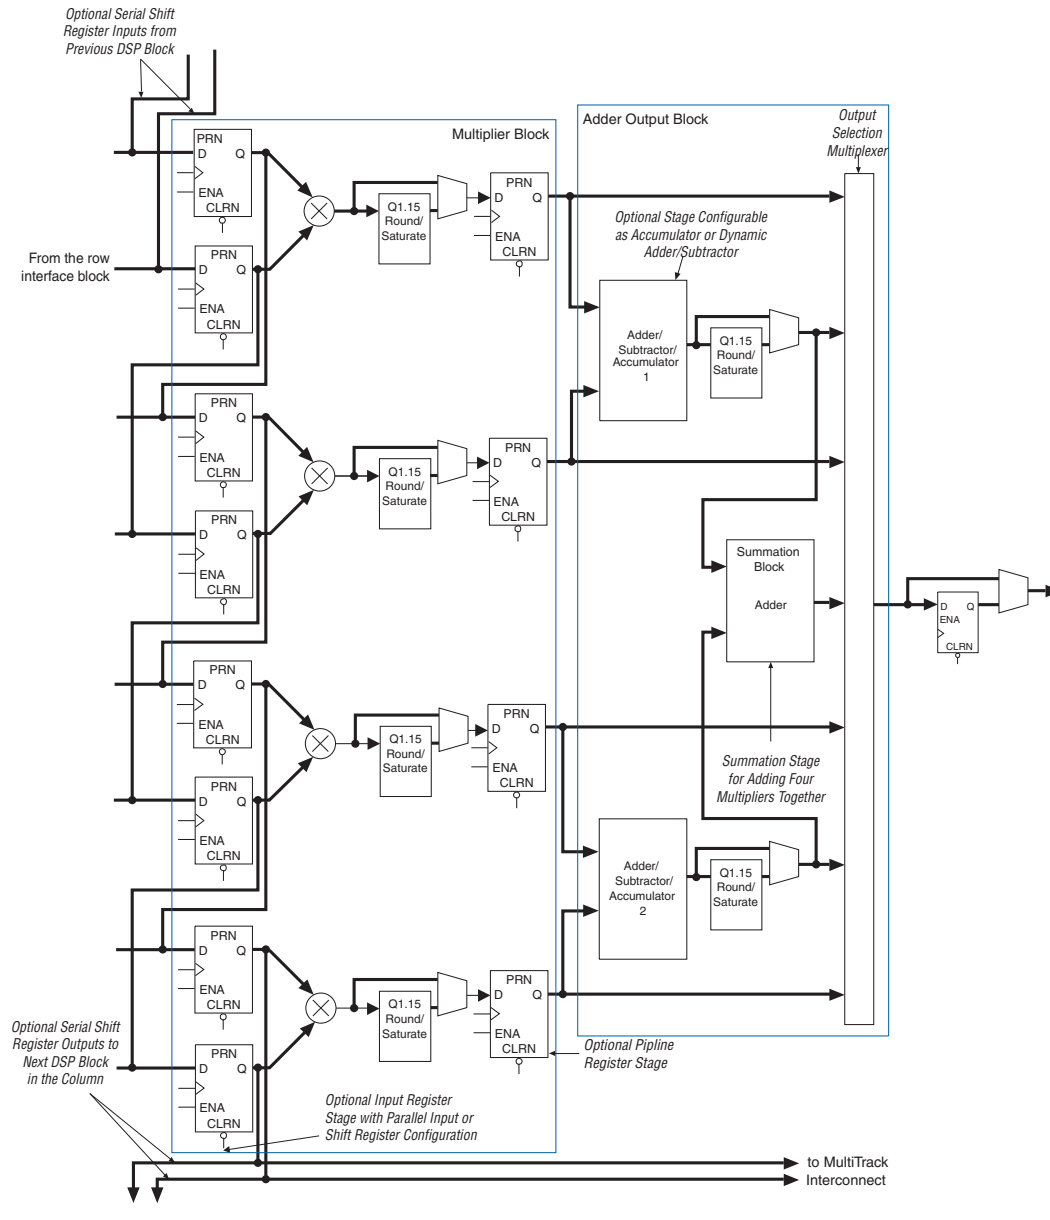 Optional Serial Shift
Register Inputs from
Previous DSP Block
Multiplier Block
Adder Output Block
Output
Selection
Multiplexer
PRN
D Q
ENA
CLRN
Q1.15
Round/
Saturate
PRN
D Q
ENA
CLRN
Optional Stage Configurable
as Accumulator or Dynamic
Adder/Subtractor
From the row
interface block
PRN
D Q
ENA
CLRN
Adder/
Subtractor/
Accumulator
1
Q1.15
Round/
Saturate
PRN
D Q
ENA
CLRN
Q1.15
Round/
Saturate
PRN
D Q
ENA
CLRN
PRN
D Q
ENA
CLRN
Summation
Block
Adder
D Q
ENA
CLRN
PRN
D Q
ENA
CLRN
Q1.15
Round/
Saturate
PRN
D Q
ENA
CLRN
Summation Stage
for Adding Four
Multipliers Together
PRN
D Q
ENA
CLRN
Adder/
Subtractor/
Accumulator
2
Q1.15
Round/
Saturate
PRN
D Q
ENA
CLRN
Q1.15
Round/
Saturate
PRN
D Q
ENA
CLRN
Optional Serial Shift
Register Outputs to
Next DSP Block
in the Column
PRN
D Q
ENA
CLRN
Optional Pipline
Register Stage
Optional Input Register
Stage with Parallel Input or
Shift Register Configuration
to MultiTrack
Interconnect